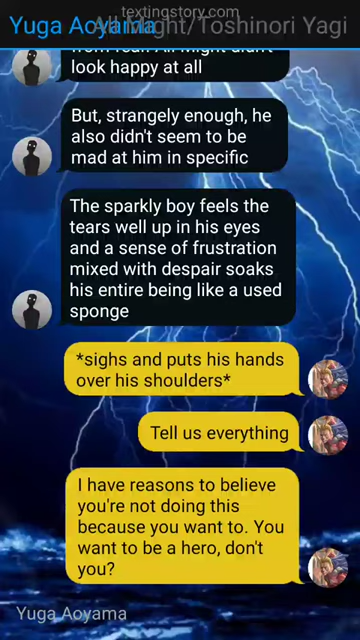 textingstory.com
Yuga Aoyama
All Might/Toshinori Yagi
look happy at all
But, strangely enough, he
also didn't seem to be
mad at him in specific
The sparkly boy feels the
tears well up in his eyes
and a sense of frustration
mixed with despair soaks
his entire being like a used
sponge
*sighs and puts his hands
over his shoulders*
Tell us everything
I have reasons to believe
you're not doing this
because you want to. You
want to be a hero, don't
you?
Yuga Aoyama